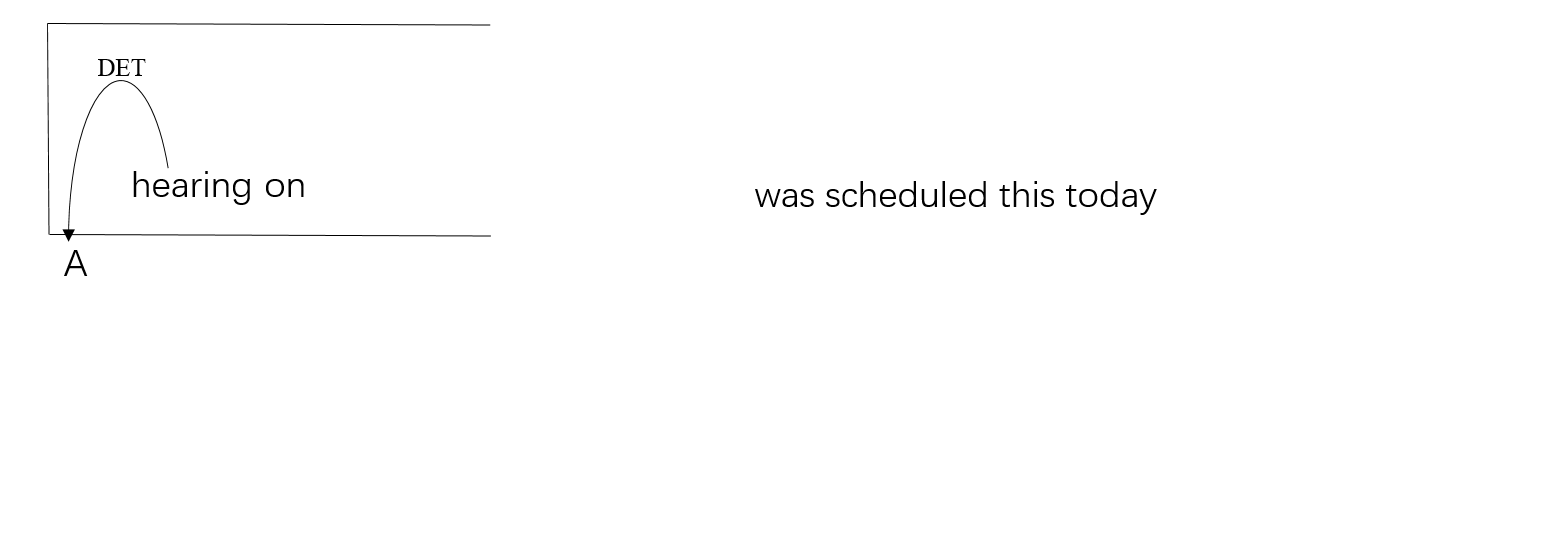 DET
hearing on
was scheduled this today
A